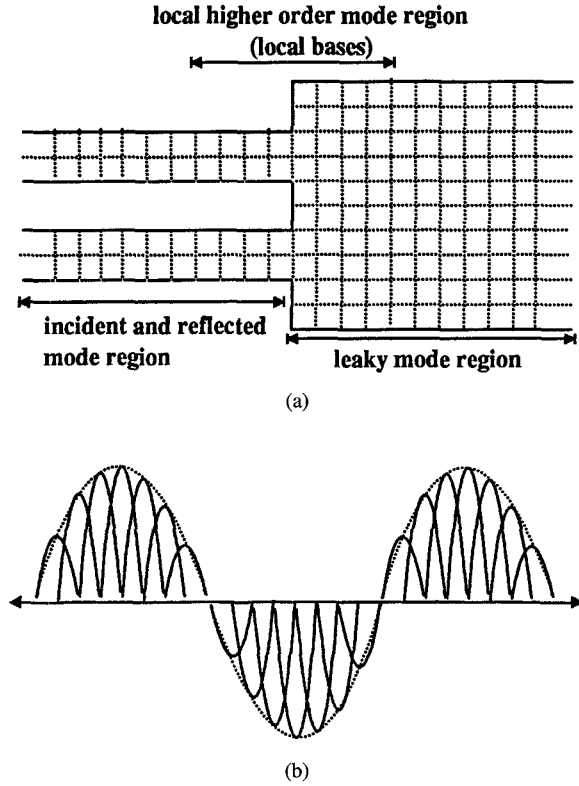 local higher order mode region
(local bases)
incident and reflected
mode region
leaky mode region
(a)
(b)